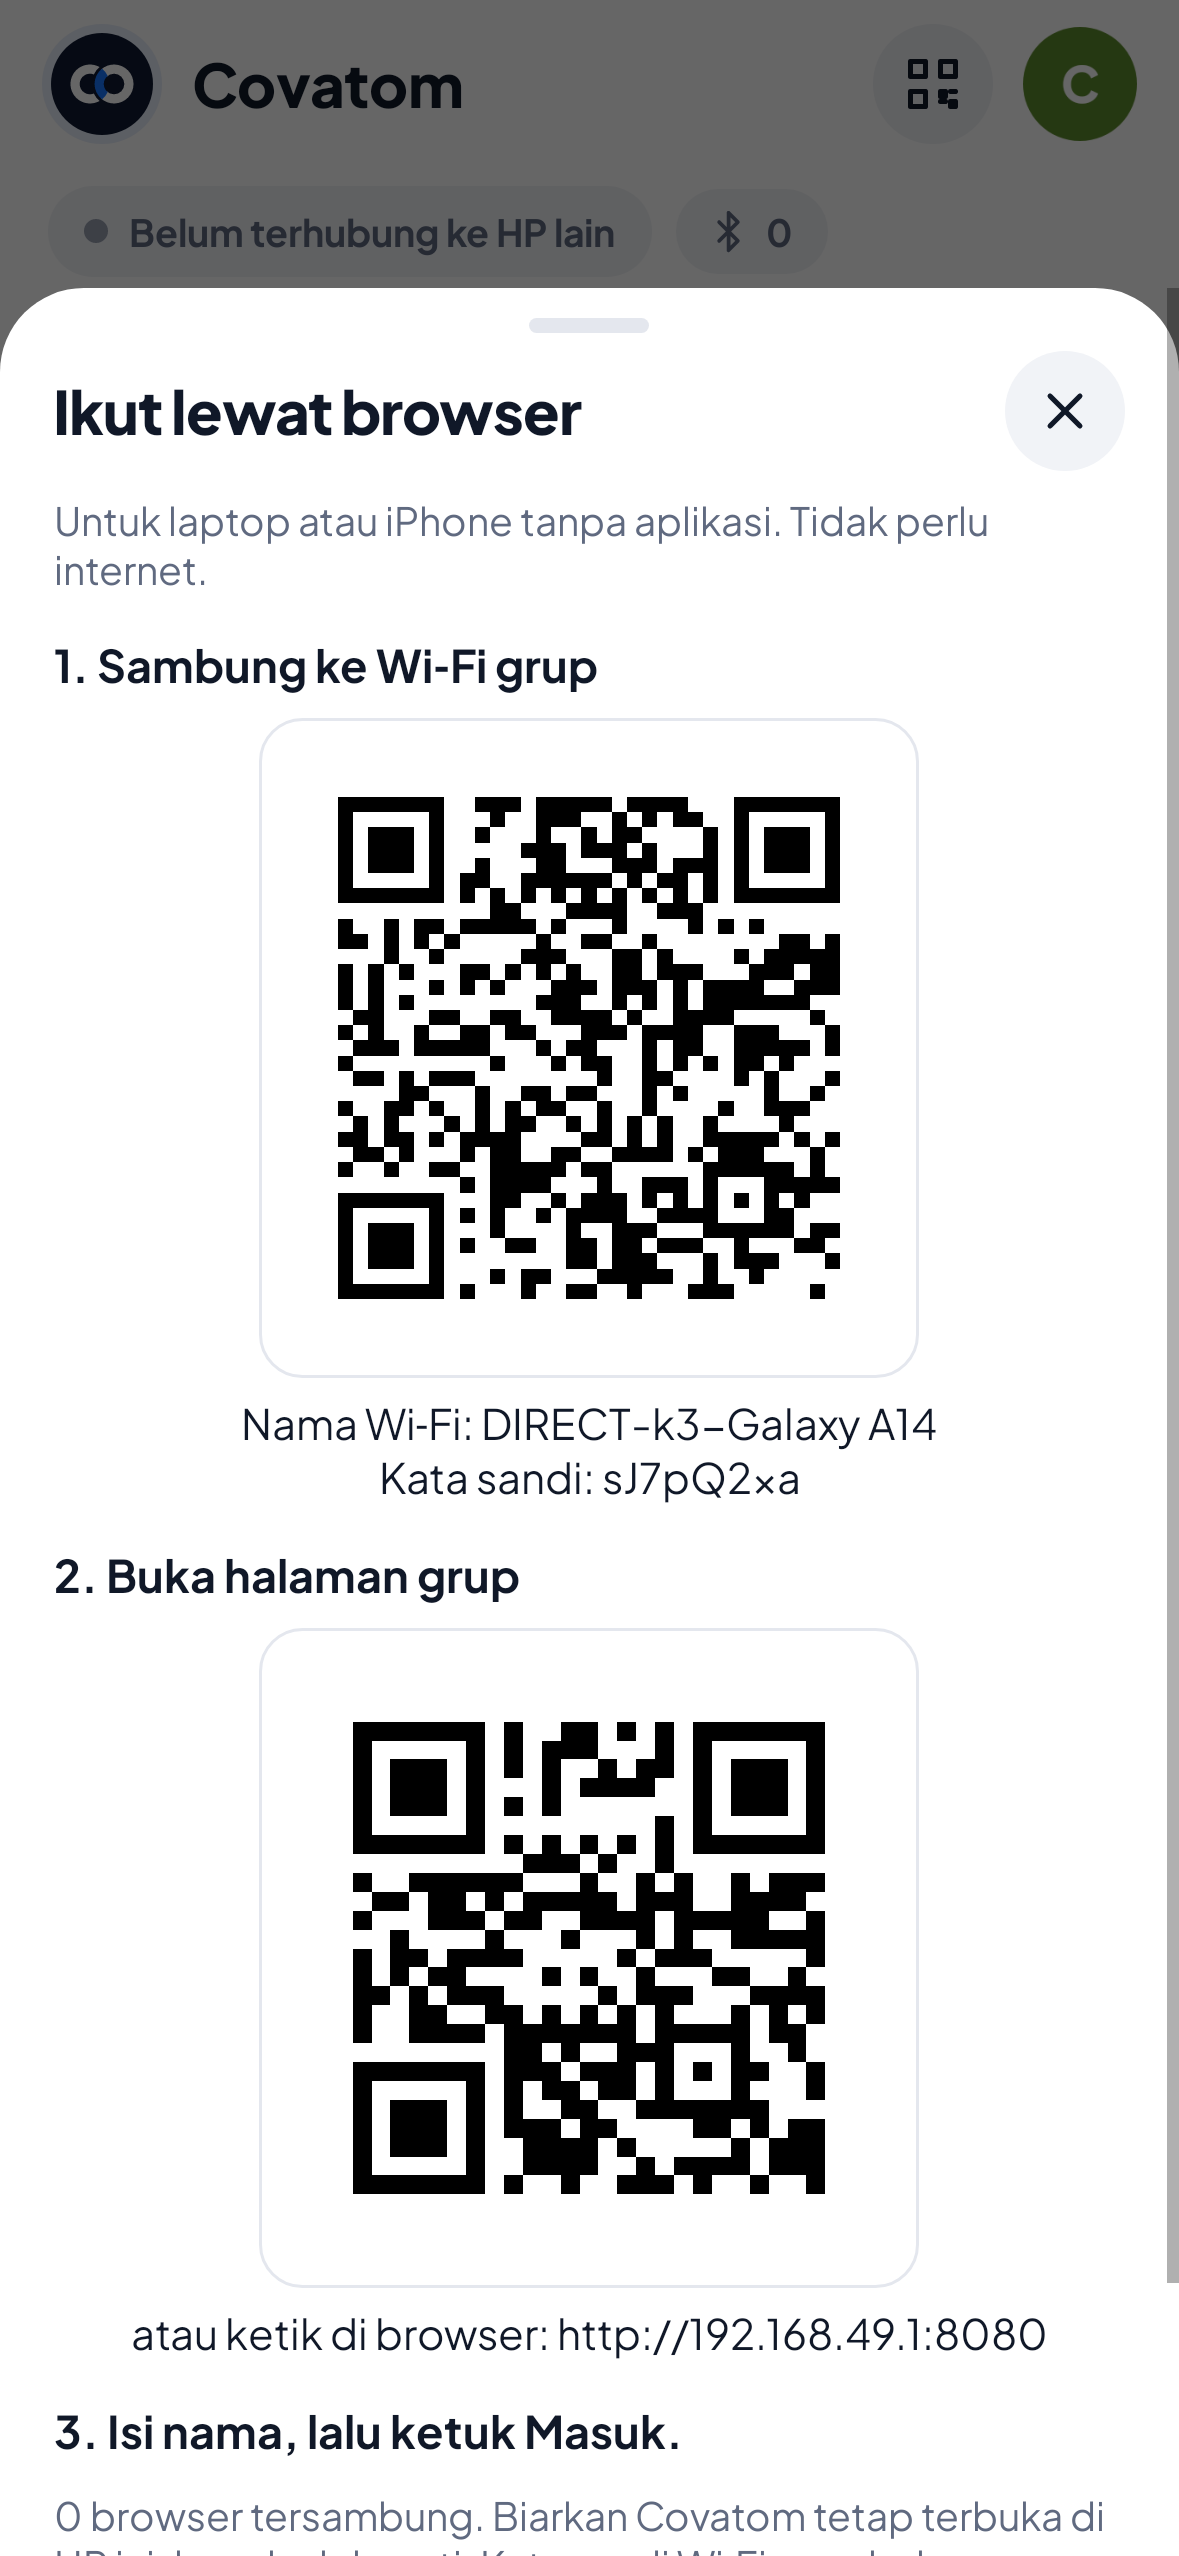 Covatom
C
Belum terhubung ke HP lain
0
Ikut lewat browser
Untuk laptop atau iPhone tanpa aplikasi. Tidak perlu
internet.
1. Sambung ke Wi-Fi grup
Nama Wi-Fi: DIRECT-k3-Galaxy A14
Kata sandi: sJ7pQ2xa
2. Buka halaman grup
atau ketik di browser: http://192.168.49.1:8080
3. Isi nama, lalu ketuk Masuk.
0 browser tersambung. Biarkan Covatom tetap terbuka di